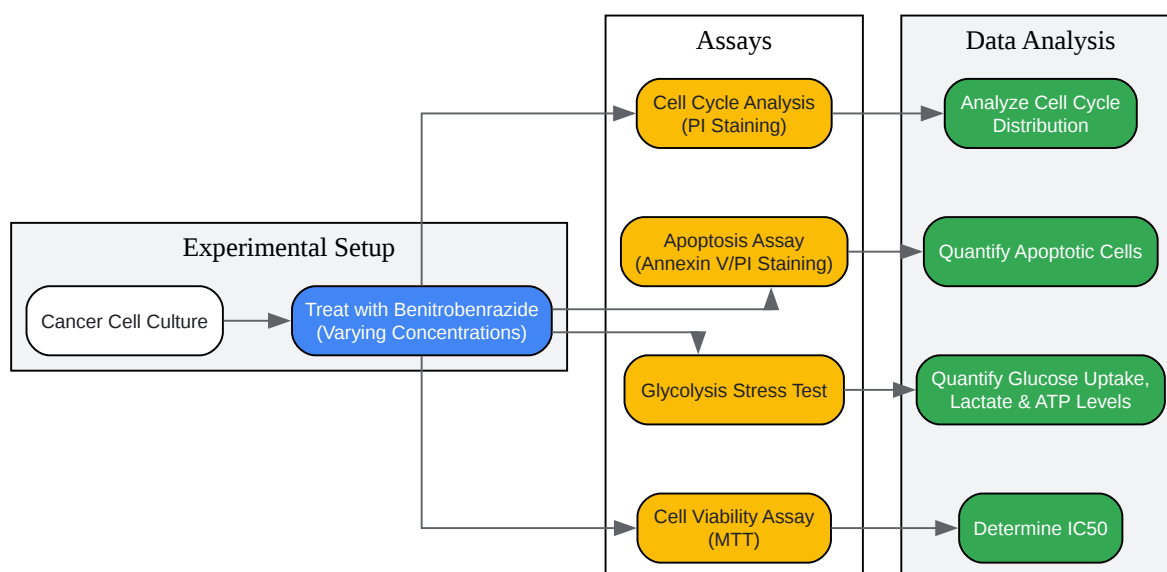 Experimental Setup
Cancer Cell Culture
Treat with Benitrobenrazide
(Varying Concentrations)
Assays
Cell Cycle Analysis
(PI Staining)
Apoptosis Assay
(Annexin V/PI Staining)
Glycolysis Stress Test
Cell Viability Assay
(MTT)
Data Analysis
Analyze Cell Cycle
Distribution
Quantify Apoptotic Cells
Quantify Glucose Uptake,
Lactate & ATP Levels
Determine IC50